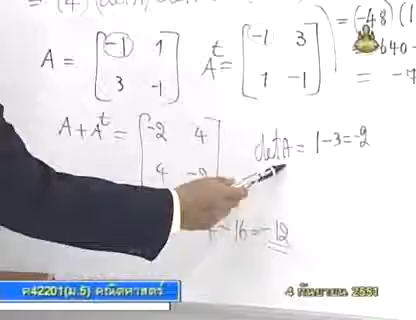 = (-48)(1
640-
= -7
A = [-1 1
3 -1]
A^t = [-1 3
1 -1]
A + A^t = [-2 4
4 -2]
det A = 1-3 = -2
- 16 = -12
ค42201(ม.5) คณิตศาสตร์
4 กันยายน 2551